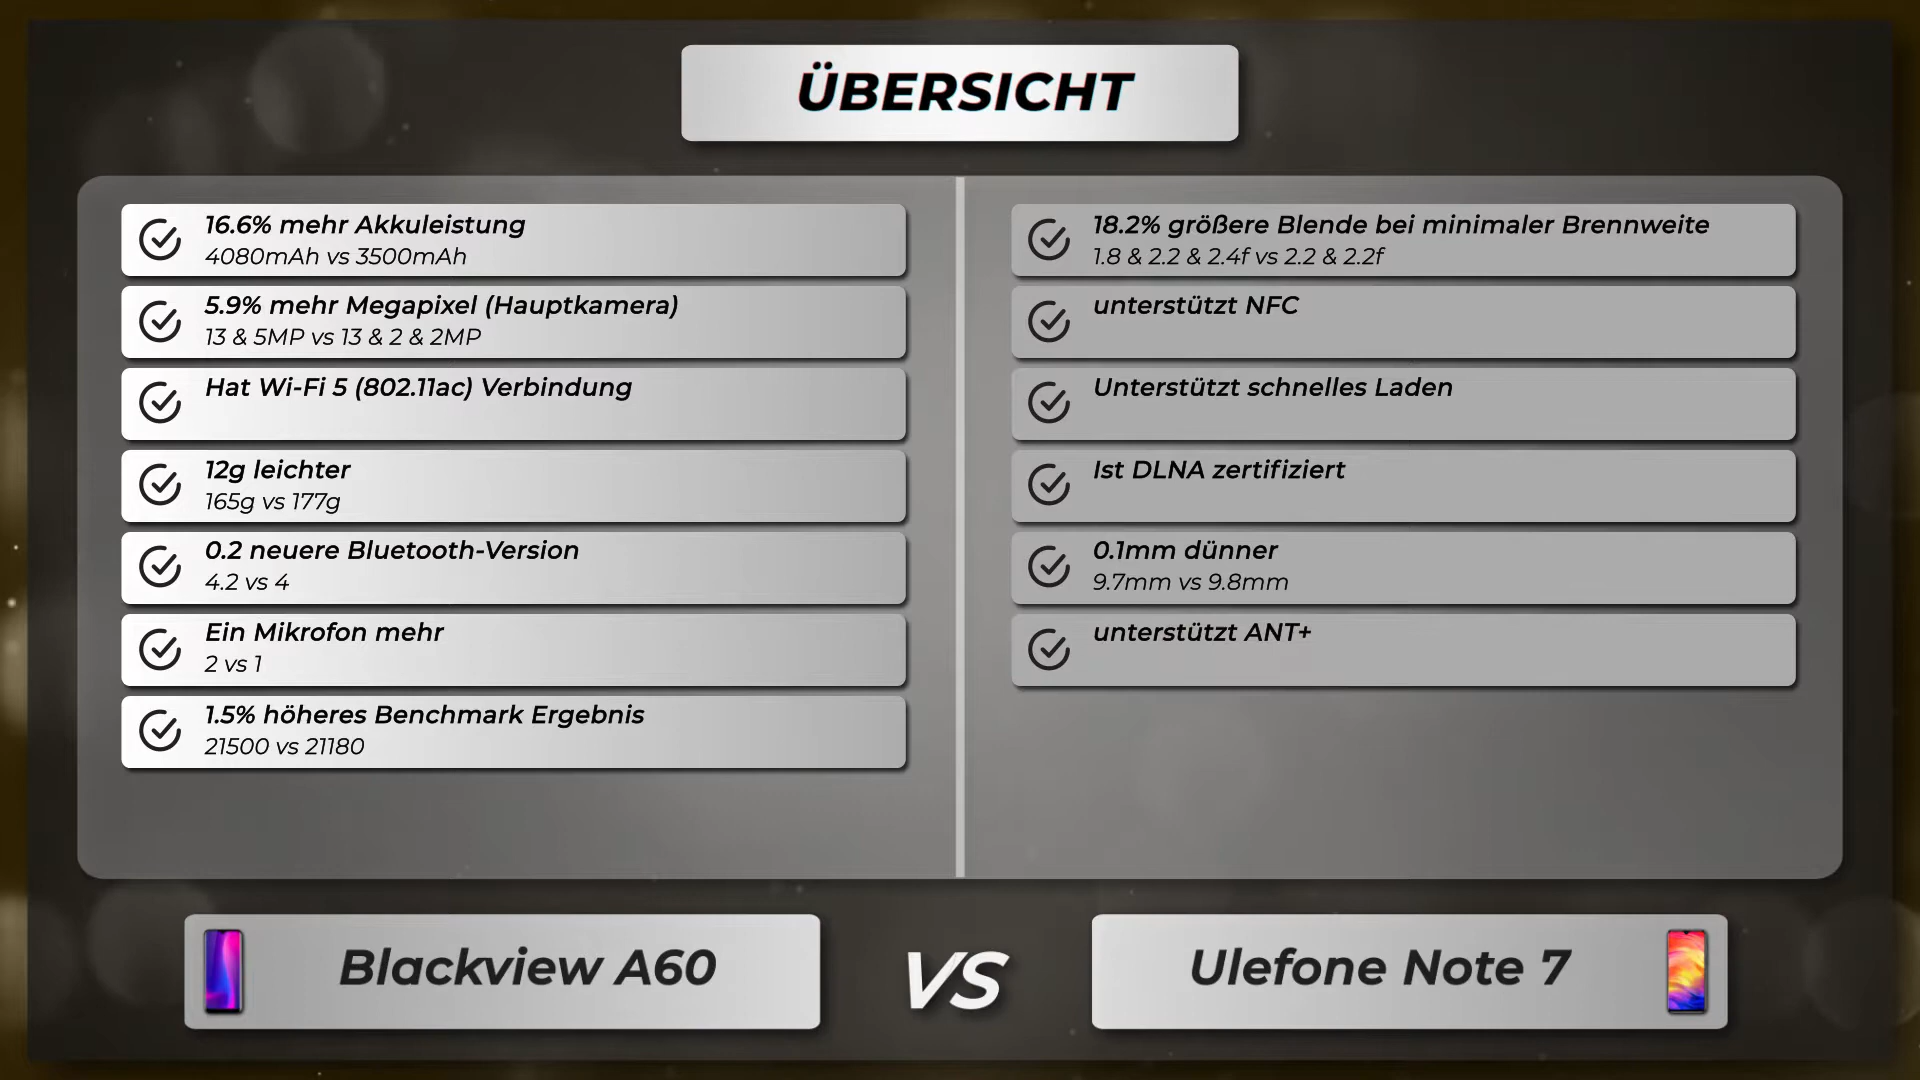 ÜBERSICHT
16.6% mehr Akkuleistung
4080mAh vs 3500mAh
5.9% mehr Megapixel (Hauptkamera)
13 & 5MP vs 13 & 2 & 2MP
Hat Wi-Fi 5 (802.11ac) Verbindung
12g leichter
165g vs 177g
0.2 neuere Bluetooth-Version
4.2 vs 4
Ein Mikrofon mehr
2 vs 1
1.5% höheres Benchmark Ergebnis
21500 vs 21180
18.2% größere Blende bei minimaler Brennweite
1.8 & 2.2 & 2.4f vs 2.2 & 2.2f
unterstützt NFC
Unterstützt schnelles Laden
Ist DLNA zertifiziert
0.1mm dünner
9.7mm vs 9.8mm
unterstützt ANT+
Blackview A60
VS
Ulefone Note 7